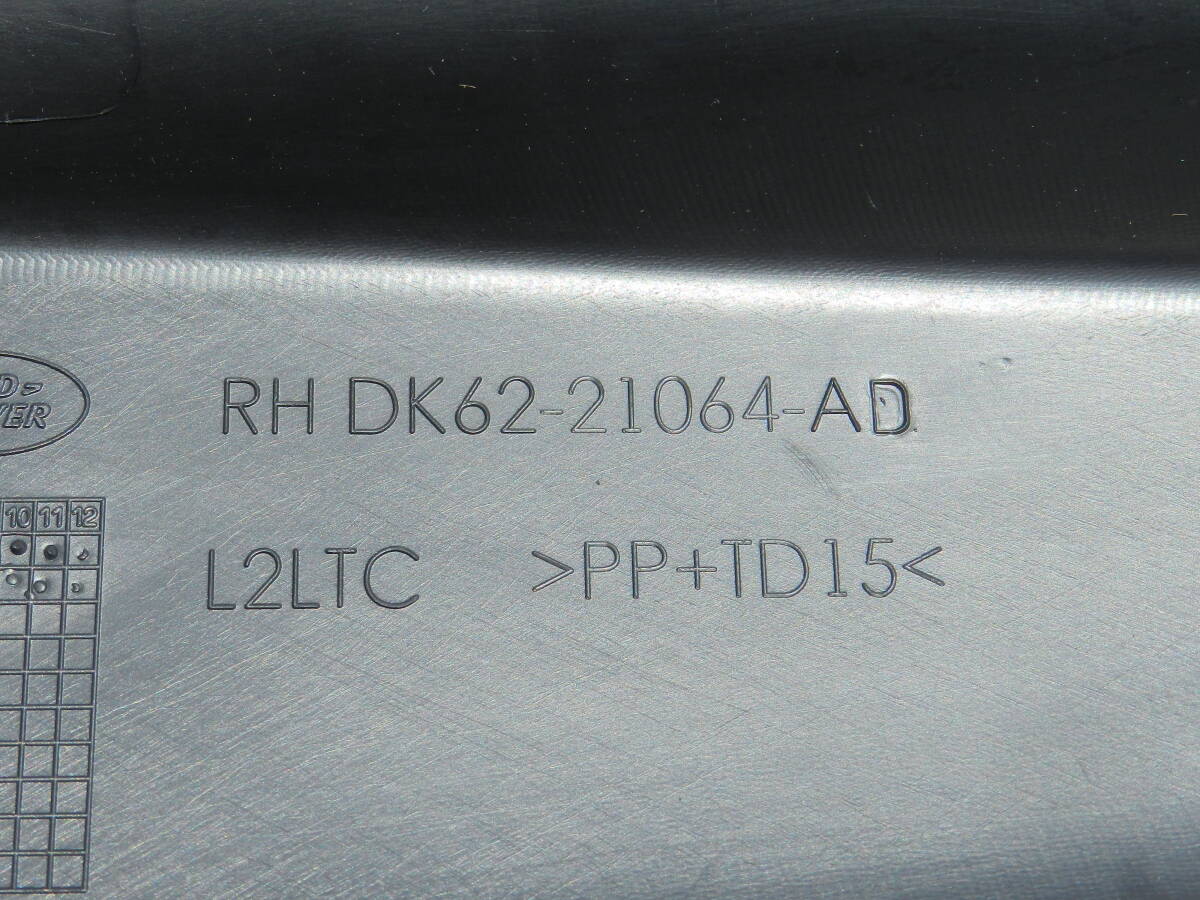 RH DK62-21064-AD
10 11 12
L2LTC >PP+TD15<